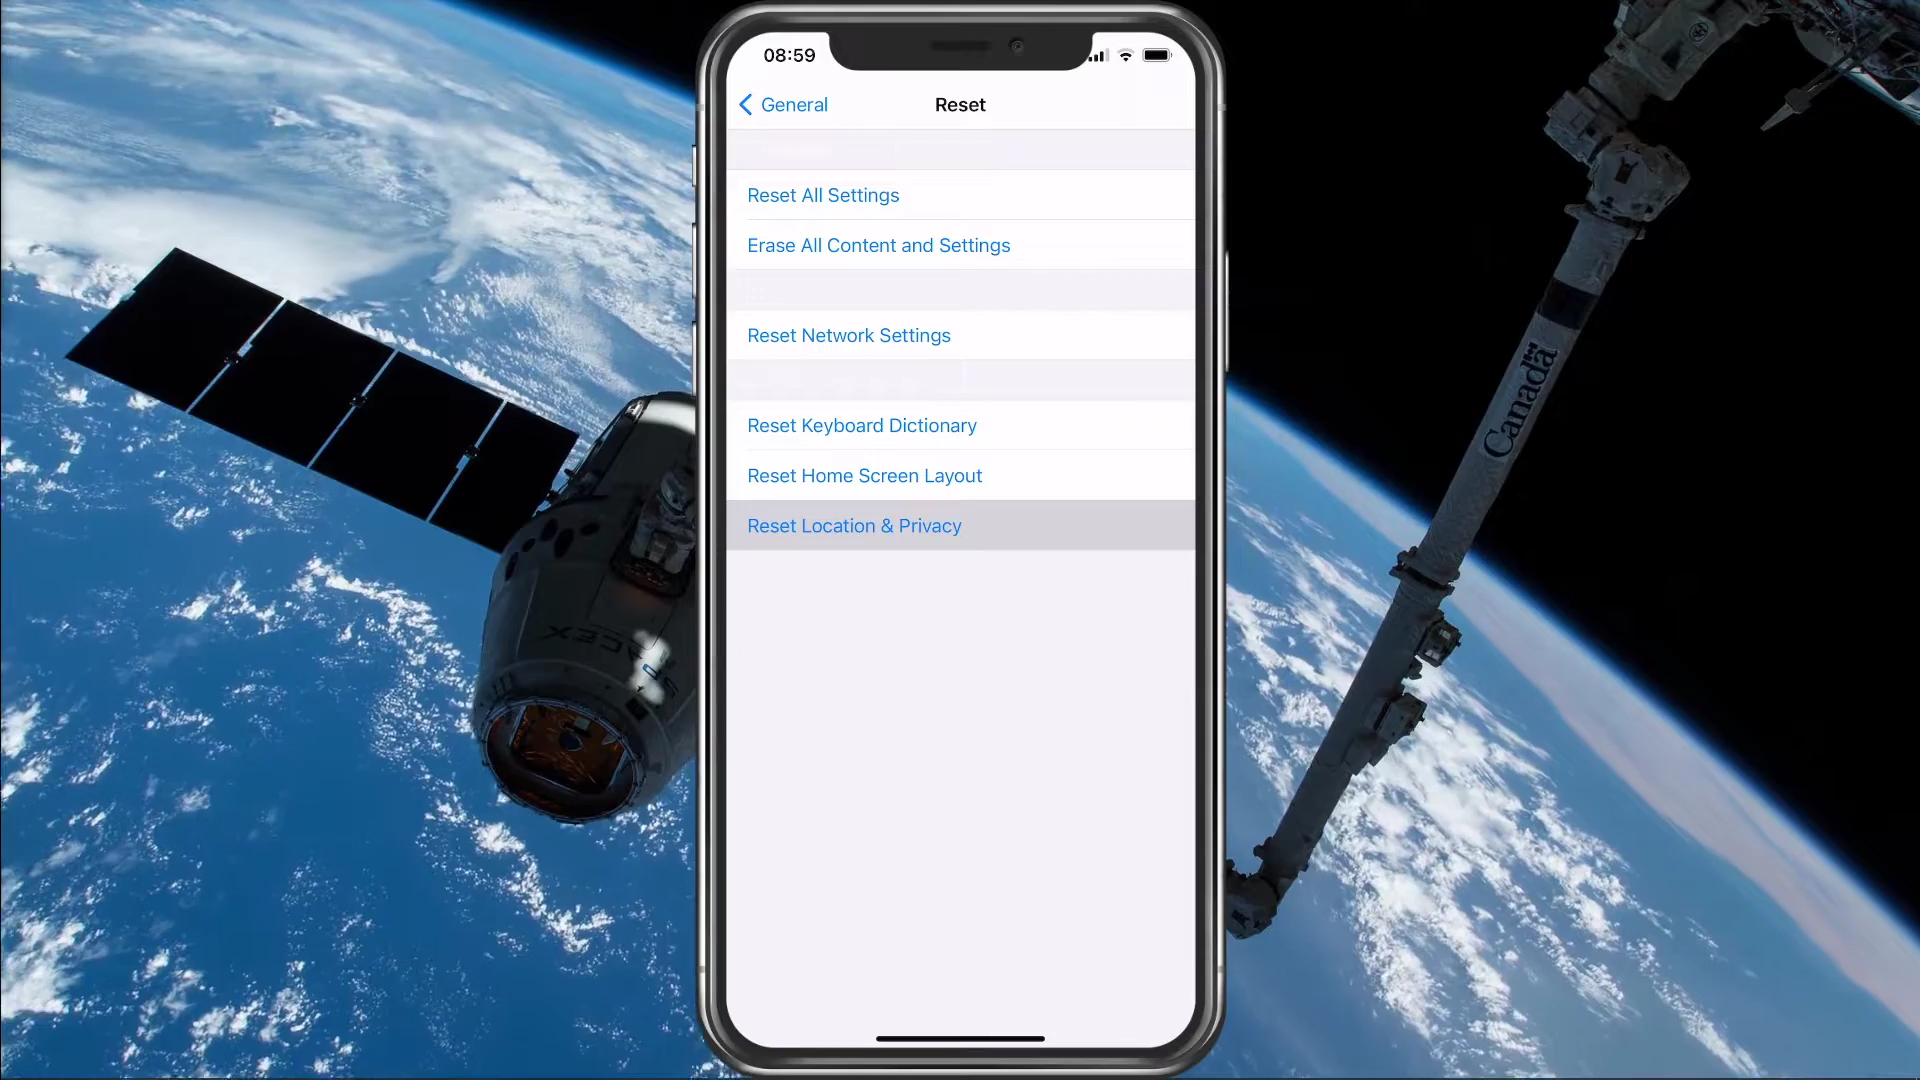 08:59
General
Reset
Reset All Settings
Erase All Content and Settings
Reset Network Settings
Reset Keyboard Dictionary
Reset Home Screen Layout
Reset Location & Privacy
SPACEX
Canada